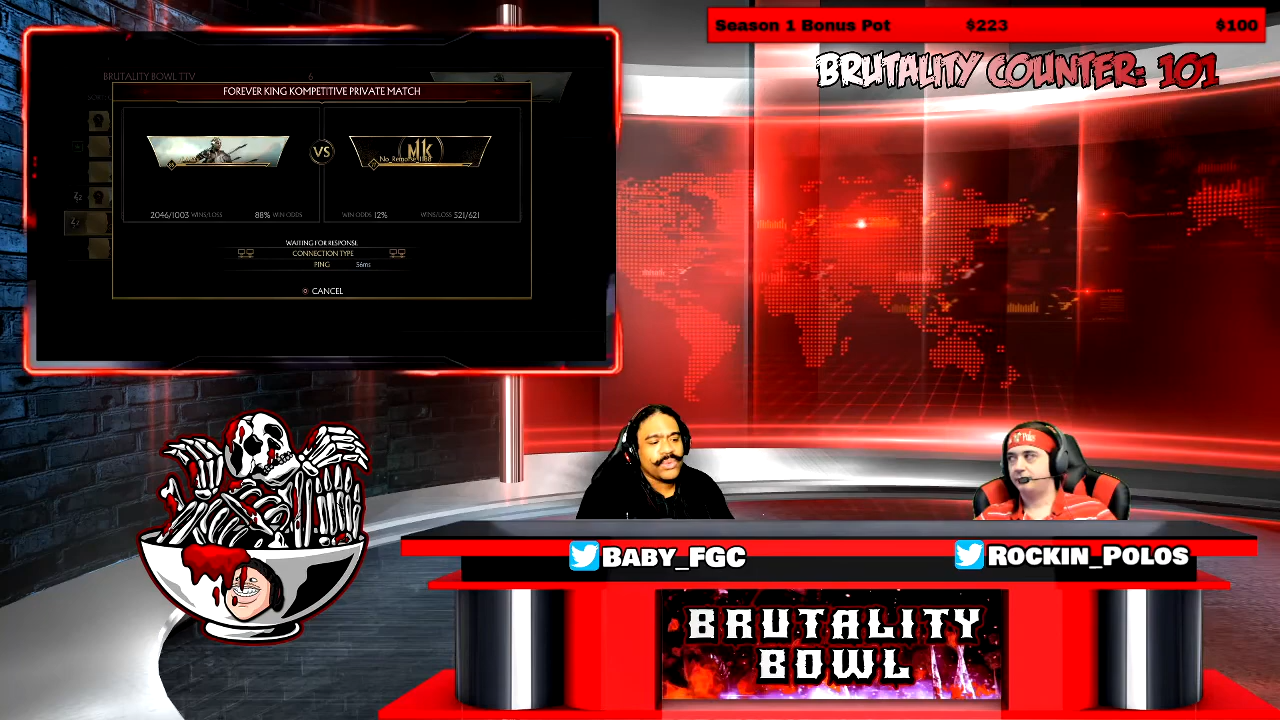 Season 1 Bonus Pot $223 $100
BRUTALITY COUNTER: 101
BRUTALITY BOWL TTV 6
FOREVER KING KOMPETITIVE PRIVATE MATCH
VS
MK
2046/1003 WINS/LOSS 88% WIN ODDS
WIN ODDS 12% WINS/LOSS 521/621
WAITING FOR RESPONSE
CONNECTION TYPE
PING 56ms
CANCEL
BABY_FGC
ROCKIN_POLOS
BRUTALITY
BOWL